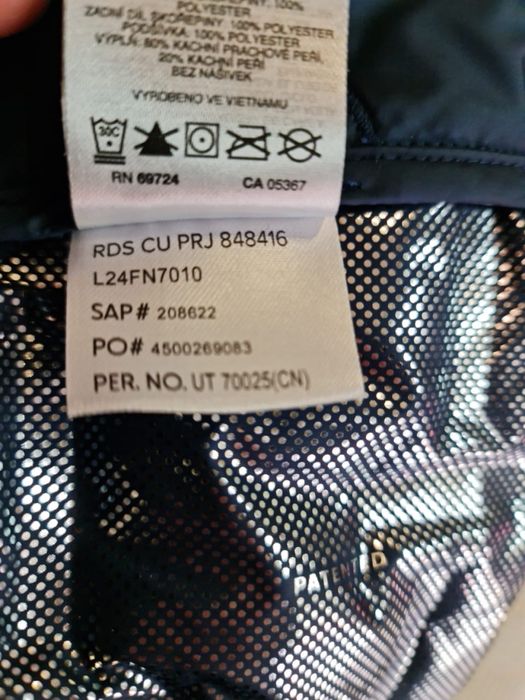 POLYESTER
ZADNÍ DÍL SKOŘEPINY: 100% POLYESTER
PODŠÍVKA: 100% POLYESTER
VÝPLŇ: 80% KACHNÍ PRACHOVÉ PEŘÍ,
20% KACHNÍ PEŘÍ
BEZ NÁŠIVEK
VYROBENO VE VIETNAMU
30C
RN 69724 CA 05367
RDS CU PRJ 848416
L24FN7010
SAP# 208622
PO# 4500269083
PER. NO. UT 70025(CN)
PATENTED